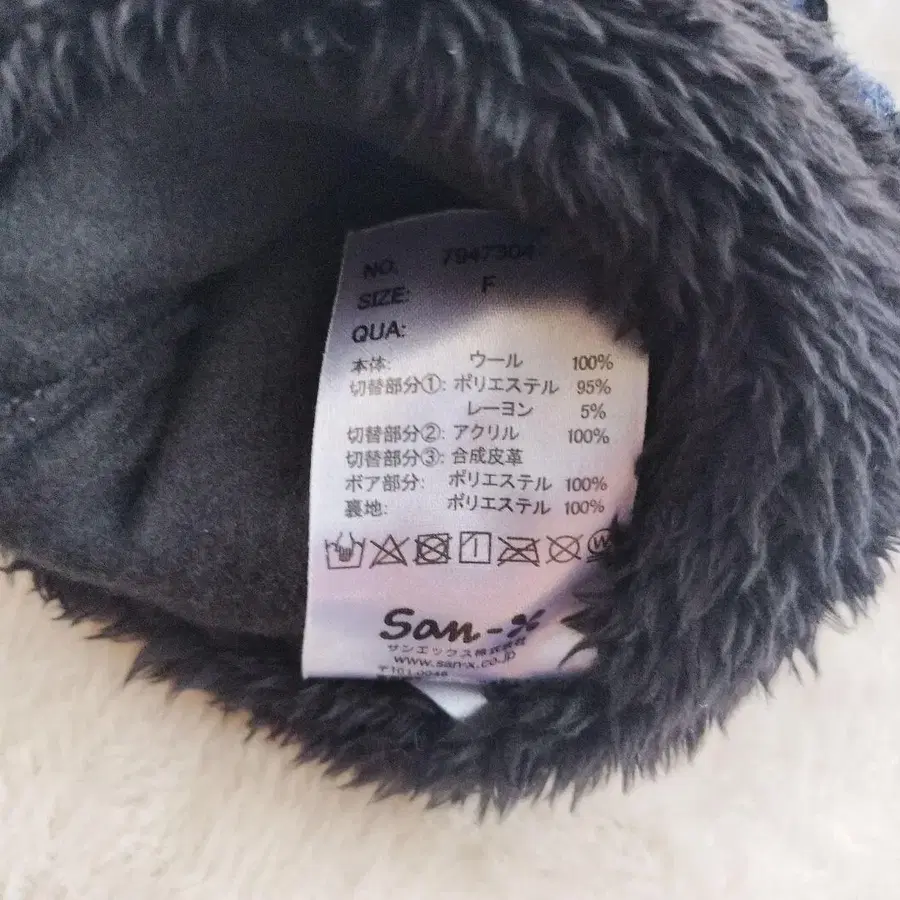 NO. 7947304
SIZE: F
QUA:
本体: ウール 100%
切替部分①: ポリエステル 95%
レーヨン 5%
切替部分②: アクリル 100%
切替部分③: 合成皮革
ボア部分: ポリエステル 100%
裏地: ポリエステル 100%
W
San-x
サンエックス株式会社
www.san-x.co.jp
〒101-0048